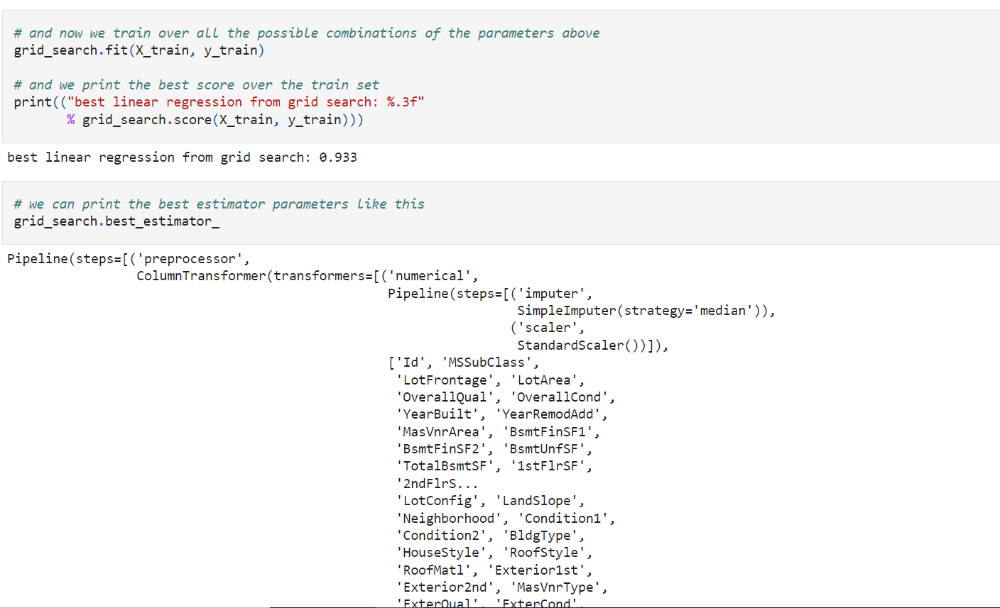 # and now we train over all the possible combinations of the parameters above
grid_search.fit(X_train, y_train)
# and we print the best score over the train set
print(("best linear regression from grid search: %.3f"
% grid_search.score(X_train, y_train)))
best linear regression from grid search: 0.933
# we can print the best estimator parameters like this
grid_search.best_estimator_
Pipeline(steps=[('preprocessor',
ColumnTransformer(transformers=[('numerical',
Pipeline(steps=[('imputer',
SimpleImputer(strategy='median')),
('scaler',
StandardScaler())]),
['Id', 'MSSubClass',
'LotFrontage', 'LotArea',
'OverallQual', 'OverallCond',
'YearBuilt', 'YearRemodAdd',
'MasVnrArea', 'BsmtFinSF1',
'BsmtFinSF2', 'BsmtUnfSF',
'TotalBsmtSF', '1stFlrSF',
'2ndFlrS...
'LotConfig', 'LandSlope',
'Neighborhood', 'Condition1',
'Condition2', 'BldgType',
'HouseStyle', 'RoofStyle',
'RoofMatl', 'Exterior1st',
'Exterior2nd', 'MasVnrType',
'ExterQual', 'ExterCond',